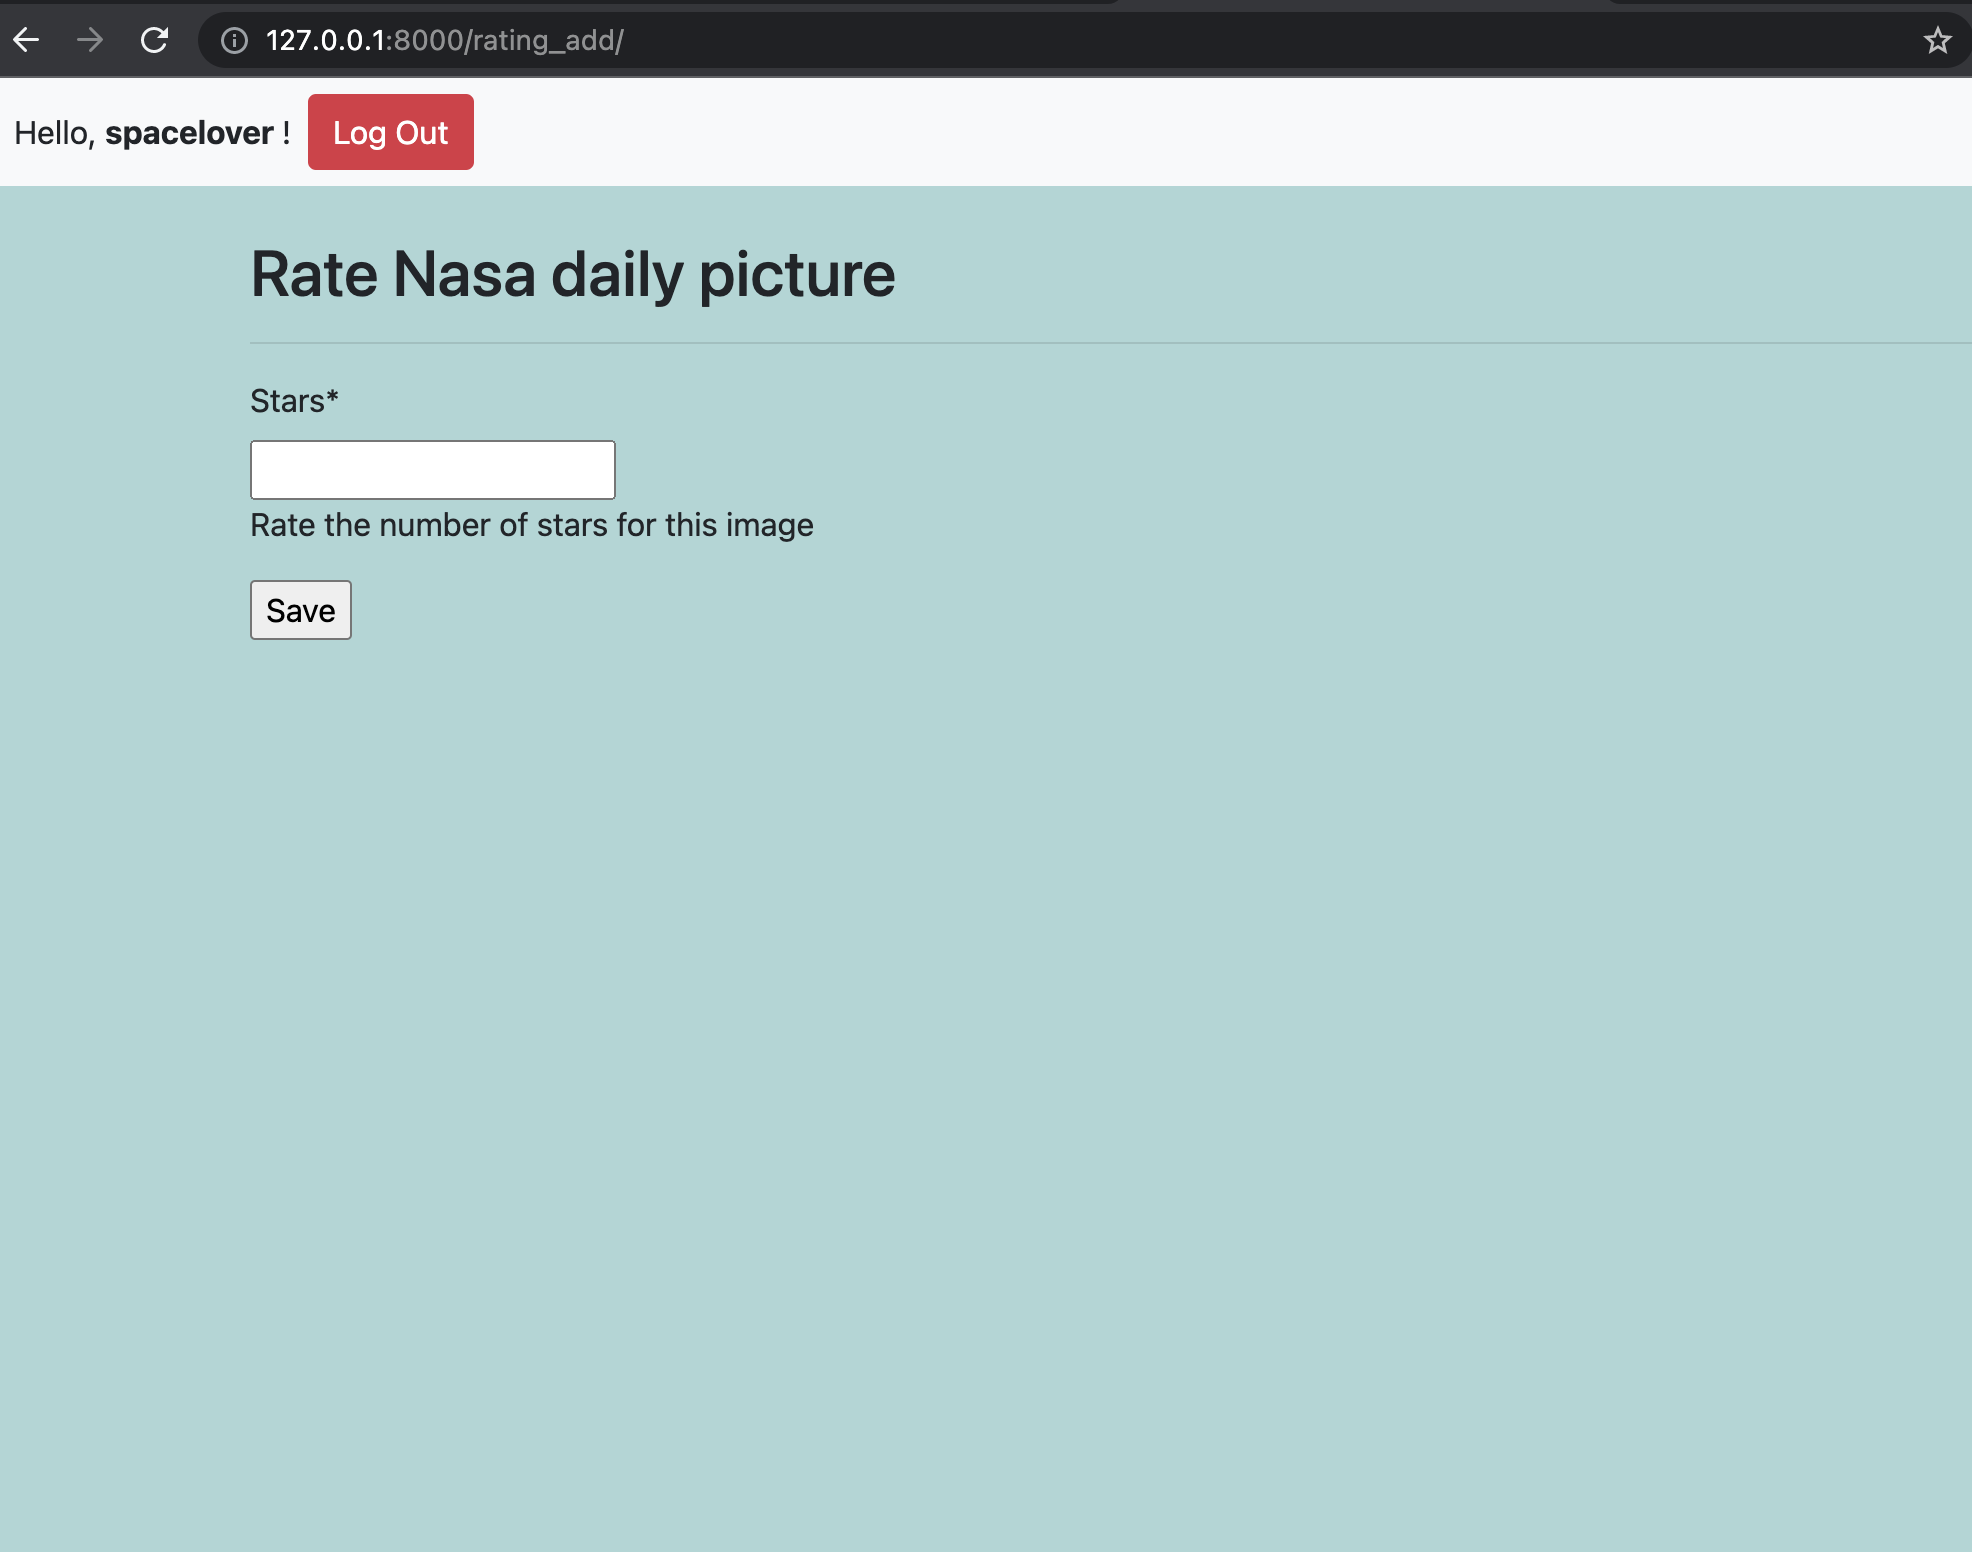 127.0.0.1:8000/rating_add/
Hello, spacelover ! Log Out
Rate Nasa daily picture
Stars*
Rate the number of stars for this image
Save